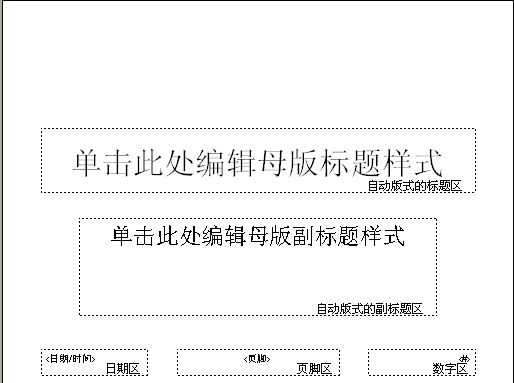 单击此处编辑母版标题样式
自动版式的标题区
单击此处编辑母版副标题样式
自动版式的副标题区
<日期/时间>
日期区
<页脚>
页脚区
<#>
数字区